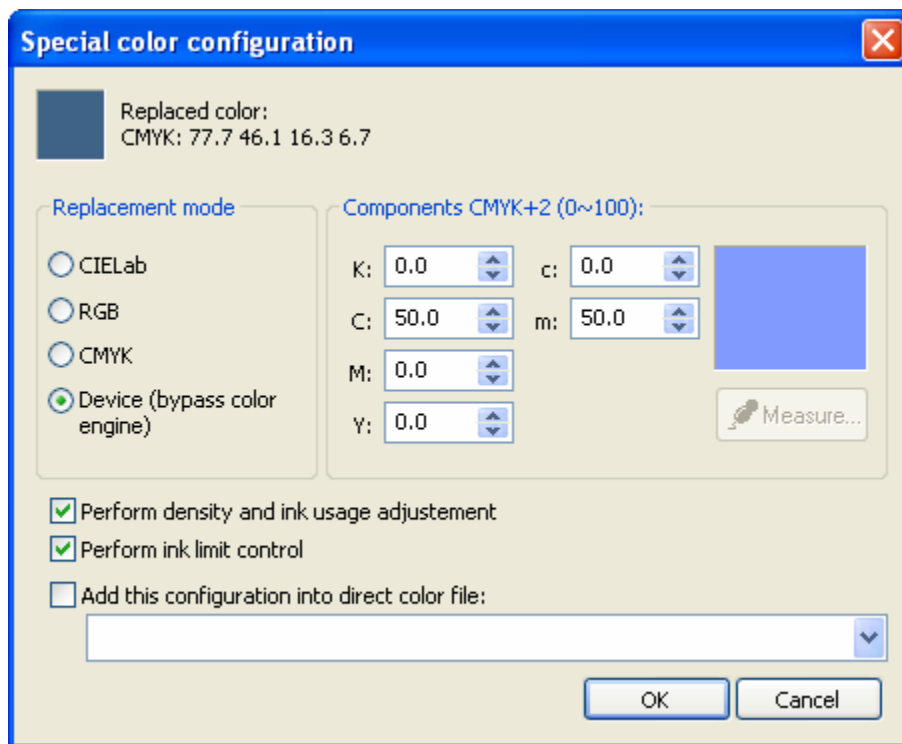 Special color configuration
Replaced color:
CMYK: 77.7 46.1 16.3 6.7
Replacement mode
CIELab
RGB
CMYK
Device (bypass color
engine)
Components CMYK+2 (0~100):
K: 0.0 c: 0.0
C: 50.0 m: 50.0
M: 0.0
Y: 0.0
Measure...
Perform density and ink usage adjustement
Perform ink limit control
Add this configuration into direct color file:
OK Cancel